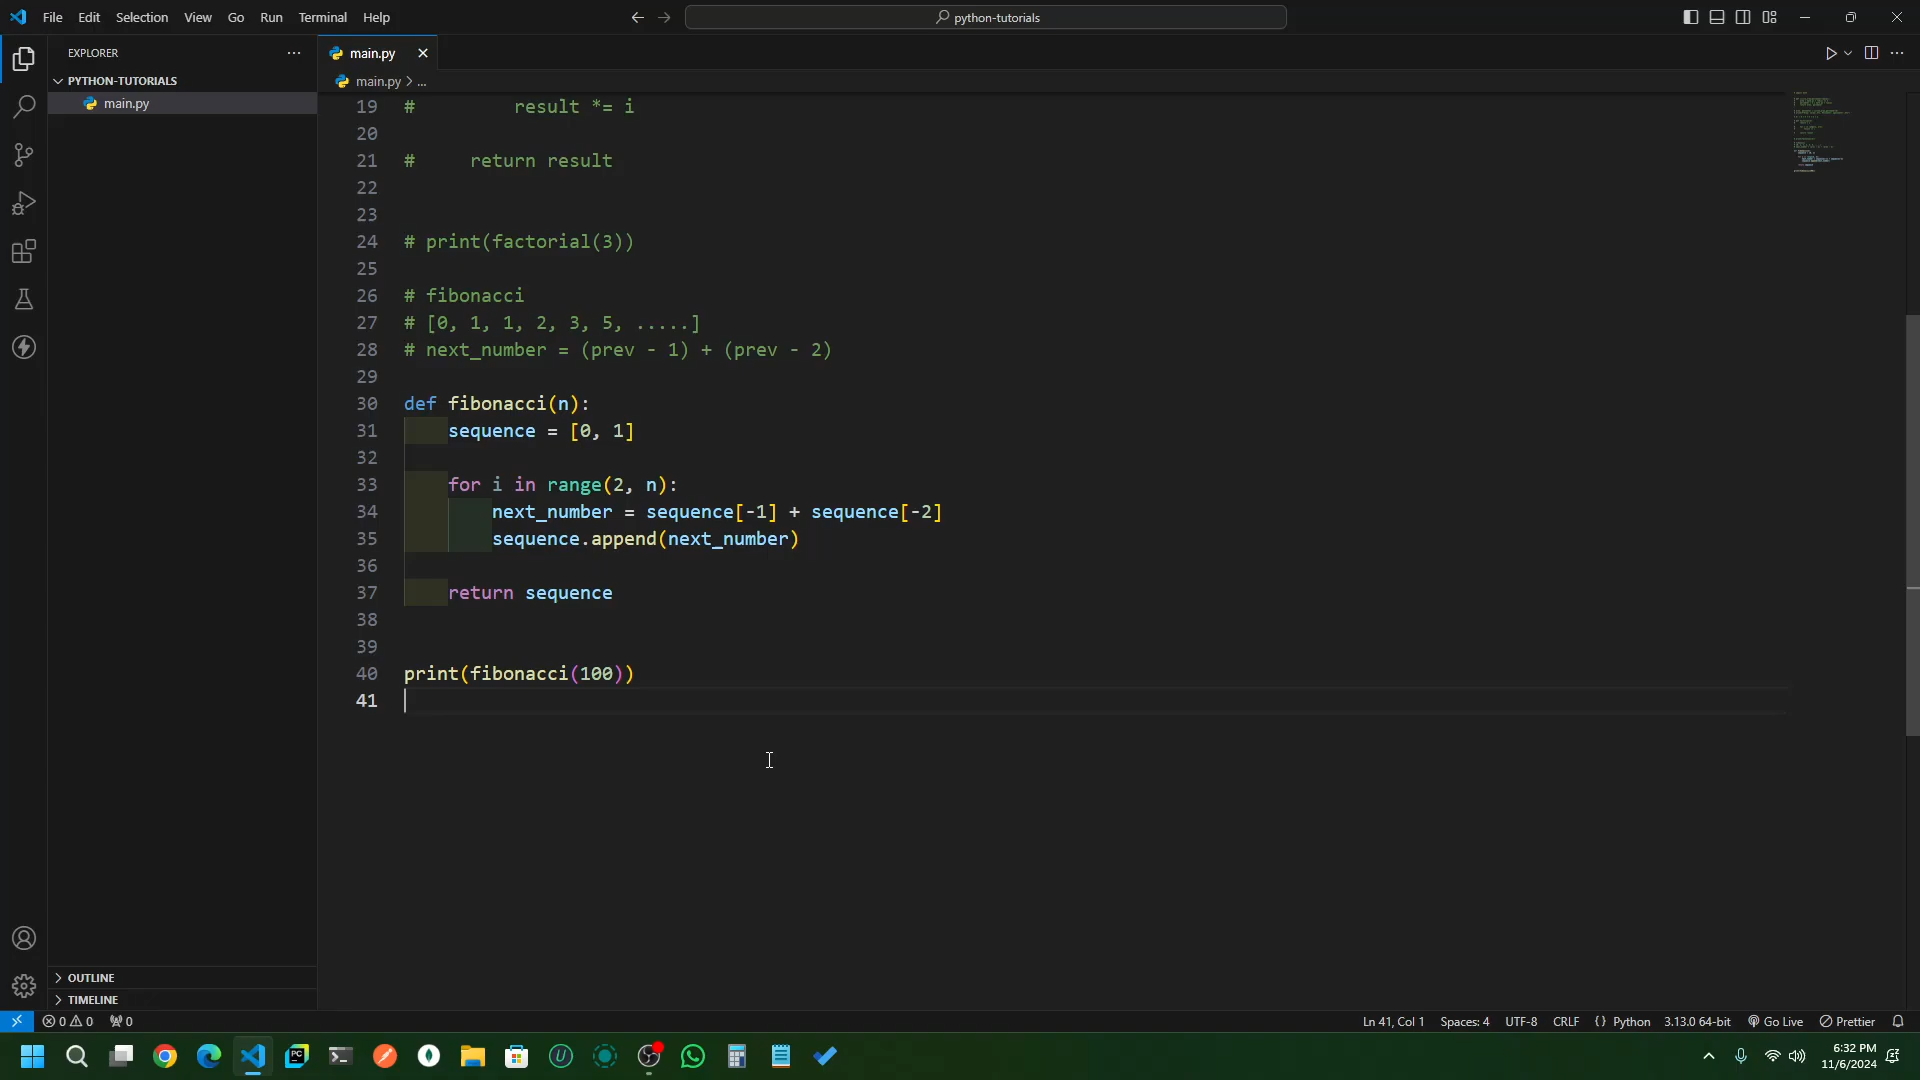 File Edit Selection View Go Run Terminal Help
python-tutorials
EXPLORER
main.py
PYTHON-TUTORIALS
main.py
main.py > ...
19 #         result *= i
20
21 #     return result
22
23
24 # print(factorial(3))
25
26 # fibonacci
27 # [0, 1, 1, 2, 3, 5, .....]
28 # next_number = (prev - 1) + (prev - 2)
29
30 def fibonacci(n):
31     sequence = [0, 1]
32
33     for i in range(2, n):
34         next_number = sequence[-1] + sequence[-2]
35         sequence.append(next_number)
36
37     return sequence
38
39
40 print(fibonacci(100))
41
OUTLINE
TIMELINE
0 0 0
Ln 41, Col 1 Spaces: 4 UTF-8 CRLF {} Python 3.13.0 64-bit Go Live Prettier
PC
U
6:32 PM
11/6/2024